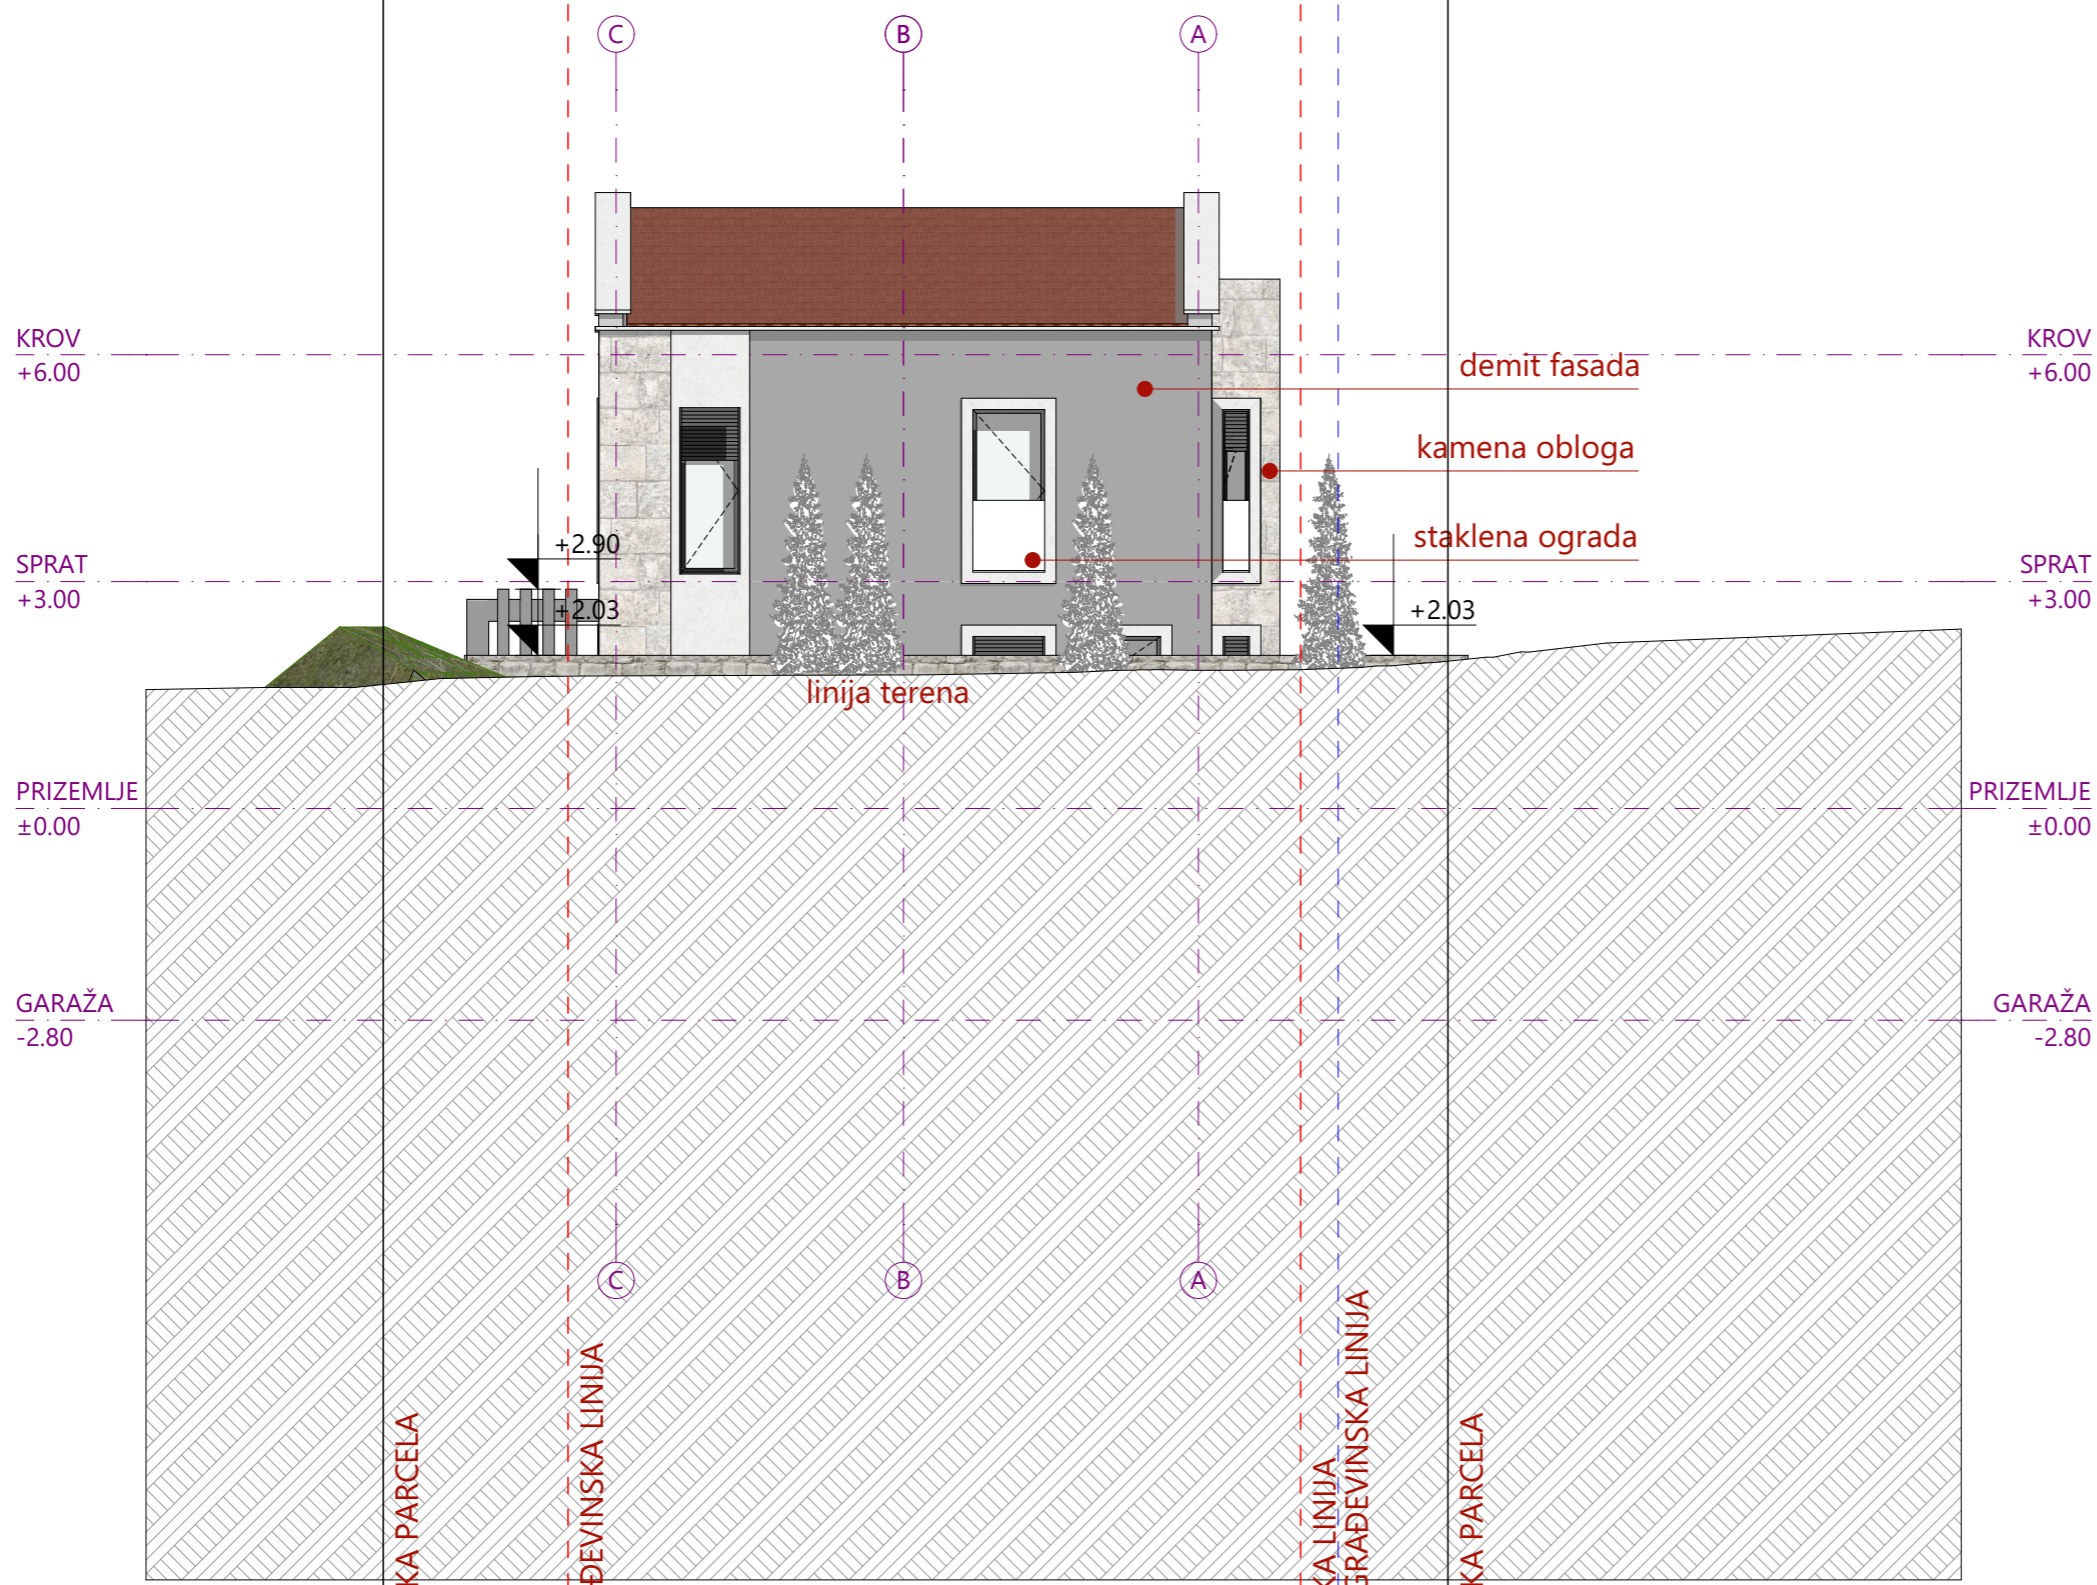 C
B
A
KROV
+6.00
KROV
+6.00
demit fasada
kamena obloga
staklena ograda
+2.90
SPRAT
+3.00
SPRAT
+3.00
+2.03
+2.03
linija terena
PRIZEMLJE
±0.00
PRIZEMLJE
±0.00
GARAŽA
-2.80
GARAŽA
-2.80
C
B
A
KA PARCELA
ĐEVINSKA LINIJA
KA LINIJA
GRAĐEVINSKA LINIJA
KA PARCELA